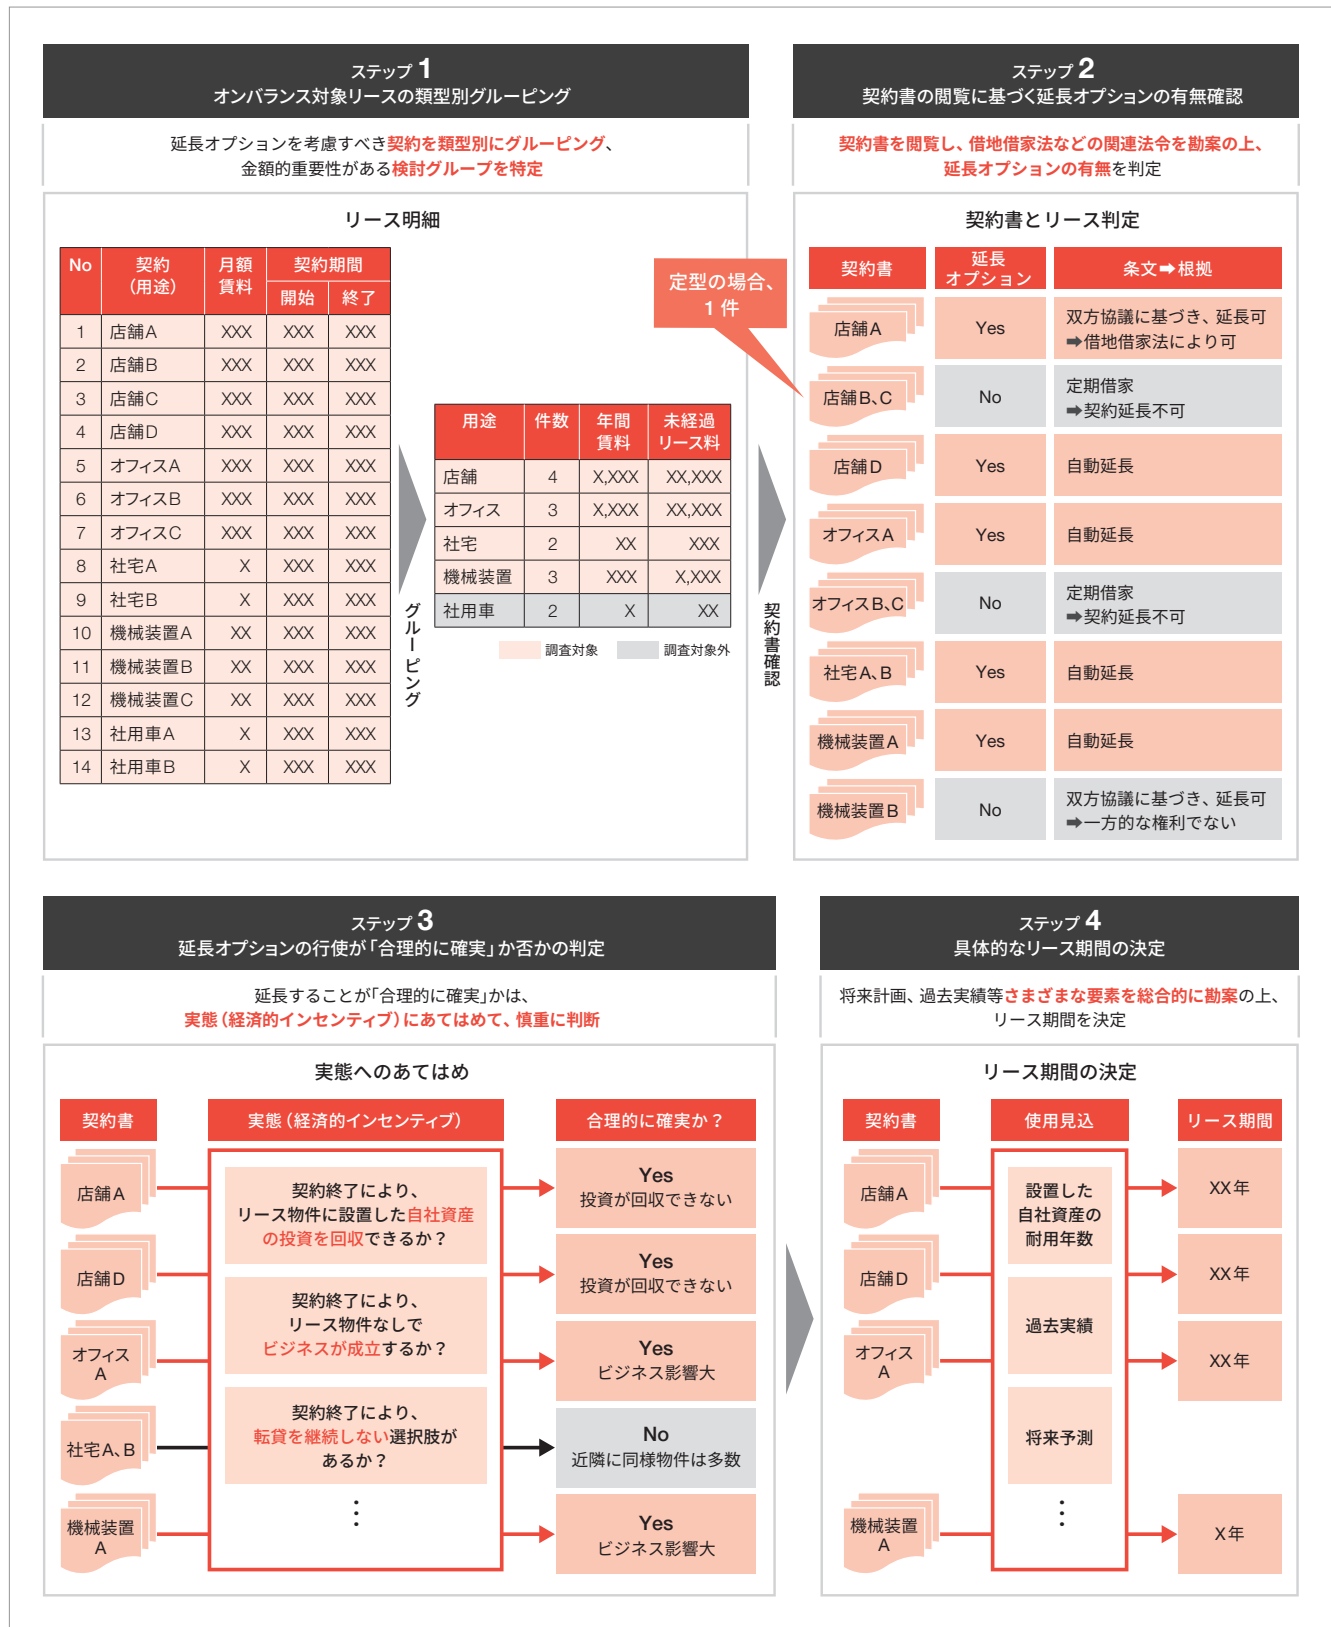 ステップ 1
オンバランス対象リースの類型別グルーピング
延長オプションを考慮すべき契約を類型別にグルーピング、
金額的重要性がある検討グループを特定
リース明細
No 契約(用途) 月額賃料 契約期間 開始 終了
1 店舗A XXX XXX XXX
2 店舗B XXX XXX XXX
3 店舗C XXX XXX XXX
4 店舗D XXX XXX XXX
5 オフィスA XXX XXX XXX
6 オフィスB XXX XXX XXX
7 オフィスC XXX XXX XXX
8 社宅A X XXX XXX
9 社宅B X XXX XXX
10 機械装置A XX XXX XXX
11 機械装置B XX XXX XXX
12 機械装置C XX XXX XXX
13 社用車A X XXX XXX
14 社用車B X XXX XXX
グルーピング
用途 件数 年間賃料 未経過リース料
店舗 4 X,XXX XX,XXX
オフィス 3 X,XXX XX,XXX
社宅 2 XX XXX
機械装置 3 XXX X,XXX
社用車 2 X XX
調査対象 調査対象外
契約書確認
ステップ 2
契約書の閲覧に基づく延長オプションの有無確認
契約書を閲覧し、借地借家法などの関連法令を勘案の上、
延長オプションの有無を判定
契約書とリース判定
定型の場合、
1 件
契約書 延長オプション 条文➡根拠
店舗A Yes 双方協議に基づき、延長可
➡借地借家法により可
店舗B、C No 定期借家
➡契約延長不可
店舗D Yes 自動延長
オフィスA Yes 自動延長
オフィスB、C No 定期借家
➡契約延長不可
社宅A、B Yes 自動延長
機械装置A Yes 自動延長
機械装置B No 双方協議に基づき、延長可
➡一方的な権利でない
ステップ 3
延長オプションの行使が「合理的に確実」か否かの判定
延長することが「合理的に確実」かは、
実態(経済的インセンティブ)にあてはめて、慎重に判断
実態へのあてはめ
契約書 実態(経済的インセンティブ) 合理的に確実か？
店舗A
店舗D
オフィス
A
社宅A、B
機械装置
A
契約終了により、
リース物件に設置した自社資産
の投資を回収できるか？
契約終了により、
リース物件なしで
ビジネスが成立するか？
契約終了により、
転貸を継続しない選択肢が
あるか？
⋮
Yes
投資が回収できない
Yes
投資が回収できない
Yes
ビジネス影響大
No
近隣に同様物件は多数
Yes
ビジネス影響大
ステップ 4
具体的なリース期間の決定
将来計画、過去実績等さまざまな要素を総合的に勘案の上、
リース期間を決定
リース期間の決定
契約書 使用見込 リース期間
店舗A
店舗D
オフィス
A
機械装置
A
設置した
自社資産の
耐用年数
過去実績
将来予測
⋮
XX年
XX年
XX年
X年